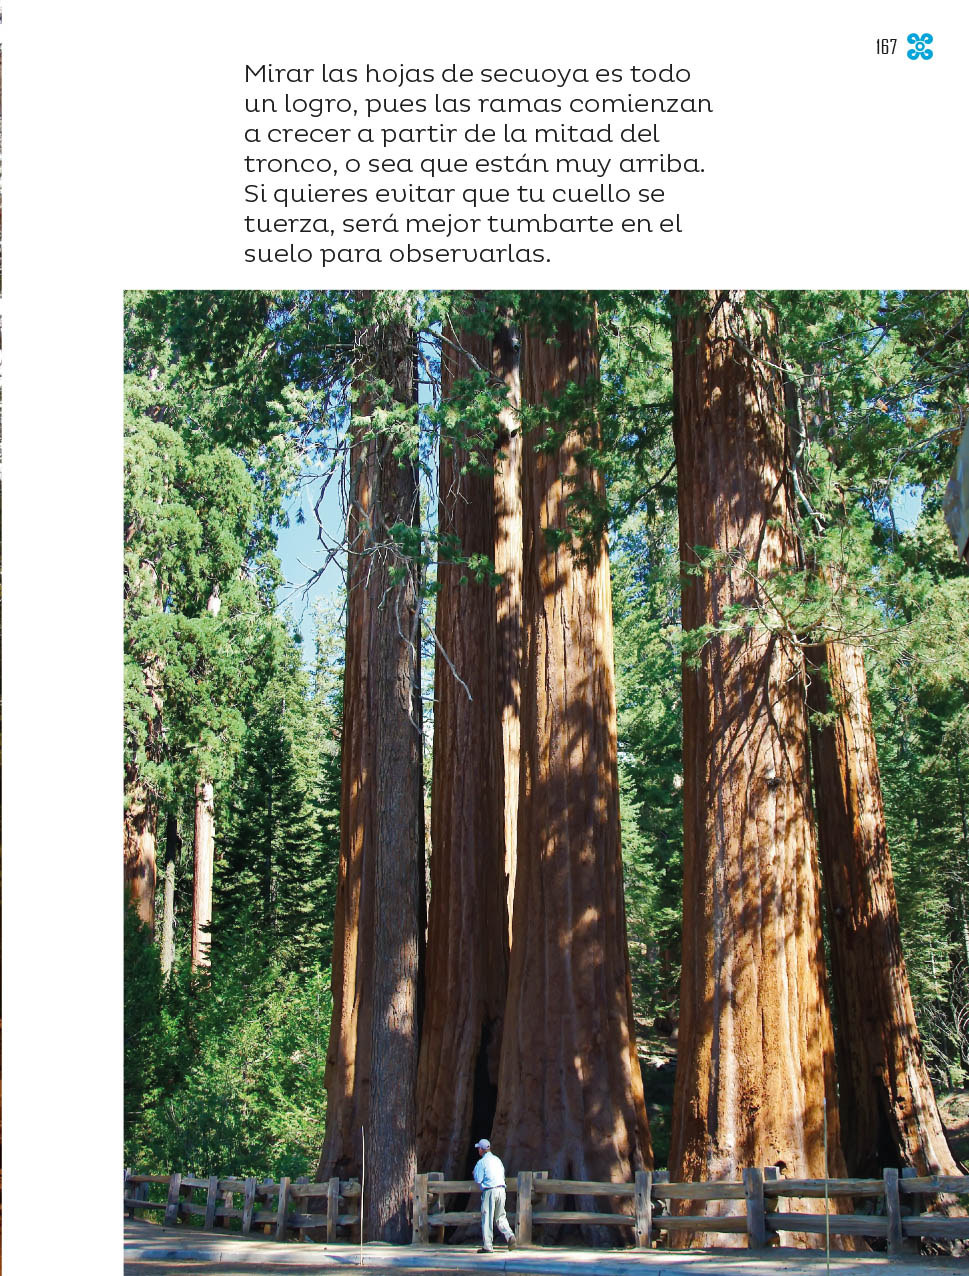 167
Mirar las hojas de secuoya es todo
un logro, pues las ramas comienzan
a crecer a partir de la mitad del
tronco, o sea que están muy arriba.
Si quieres evitar que tu cuello se
tuerza, será mejor tumbarte en el
suelo para observarlas.